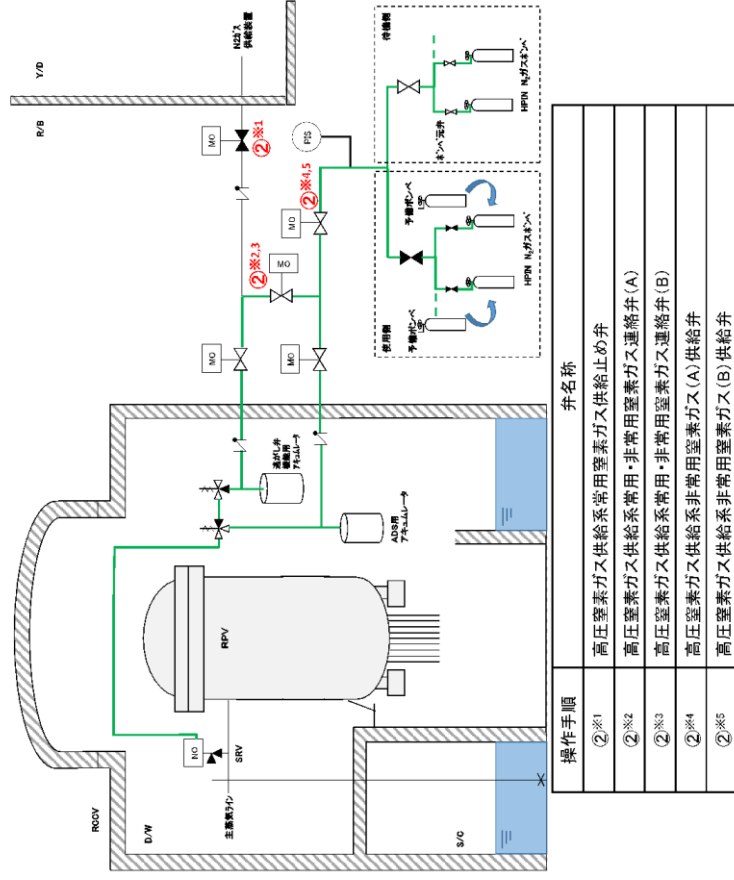 R/B
Y/D
N2ガス
供給装置
MO
②※1
②※2,3
MO
②※4,5
MO
PIS
MO
MO
待機側
ボンベ元弁
HPIN N₂ガスボンベ
使用側
予備ボンベ
予備ボンベ
HPIN N₂ガスボンベ
RCCV
D/W
逃がし弁
機能用
アキュムレータ
ADS用
アキュムレータ
RPV
NO
SRV
主蒸気ライン
S/C
操作手順 弁名称
②※1 高圧窒素ガス供給系常用窒素ガス供給止め弁
②※2 高圧窒素ガス供給系常用・非常用窒素ガス連絡弁(A)
②※3 高圧窒素ガス供給系常用・非常用窒素ガス連絡弁(B)
②※4 高圧窒素ガス供給系非常用窒素ガス(A)供給弁
②※5 高圧窒素ガス供給系非常用窒素ガス(B)供給弁